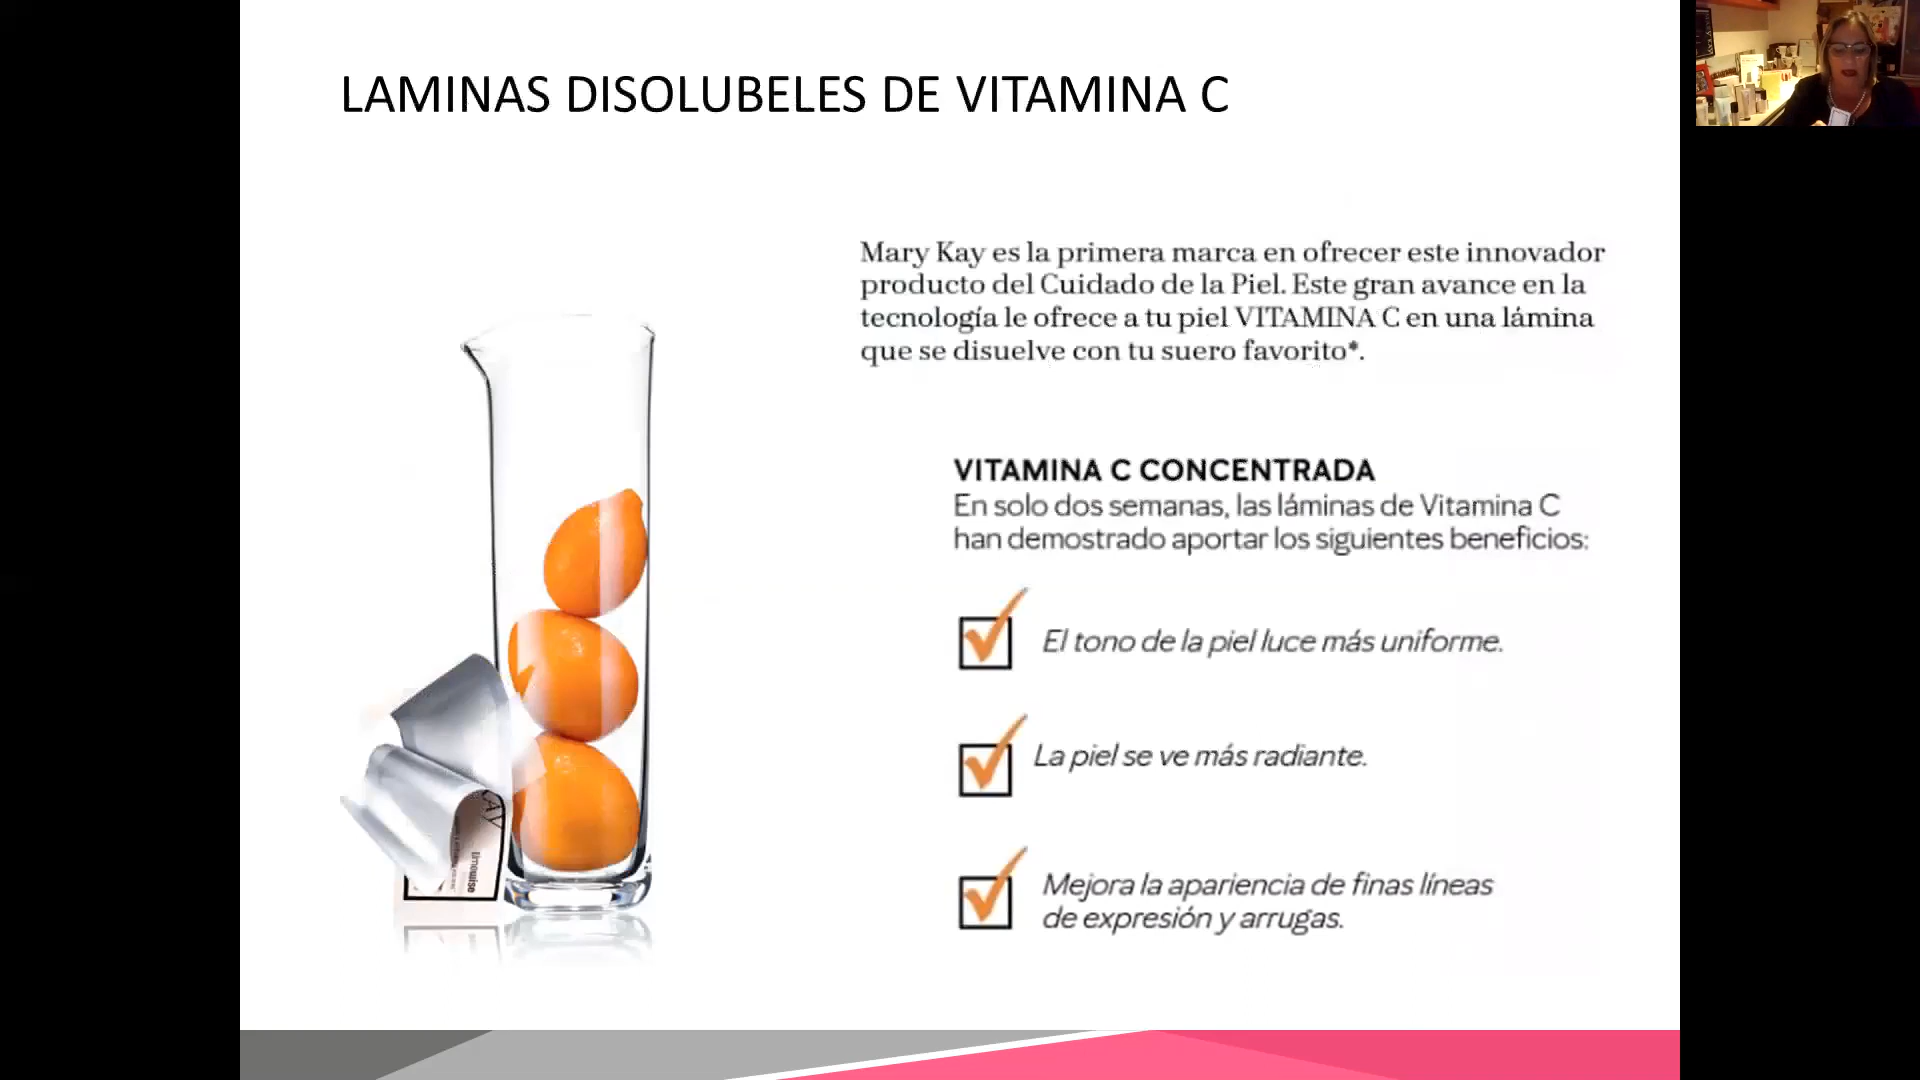 LAMINAS DISOLUBELES DE VITAMINA C
Mary Kay es la primera marca en ofrecer este innovador
producto del Cuidado de la Piel. Este gran avance en la
tecnología le ofrece a tu piel VITAMINA C en una lámina
que se disuelve con tu suero favorito*.
VITAMINA C CONCENTRADA
En solo dos semanas, las láminas de Vitamina C
han demostrado aportar los siguientes beneficios:
El tono de la piel luce más uniforme.
La piel se ve más radiante.
Mejora la apariencia de finas líneas
de expresión y arrugas.
timewise